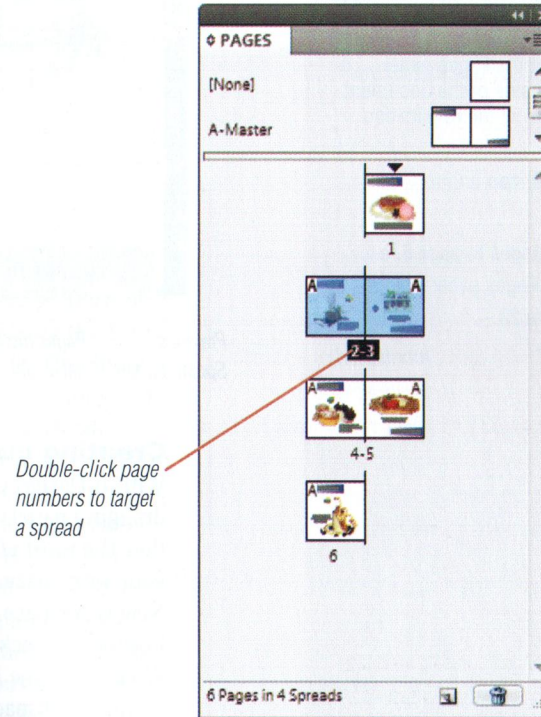 PAGES
[None]
A-Master
1
A A
2-3
A A
4-5
A
6
Double-click page
numbers to target
a spread
6 Pages in 4 Spreads